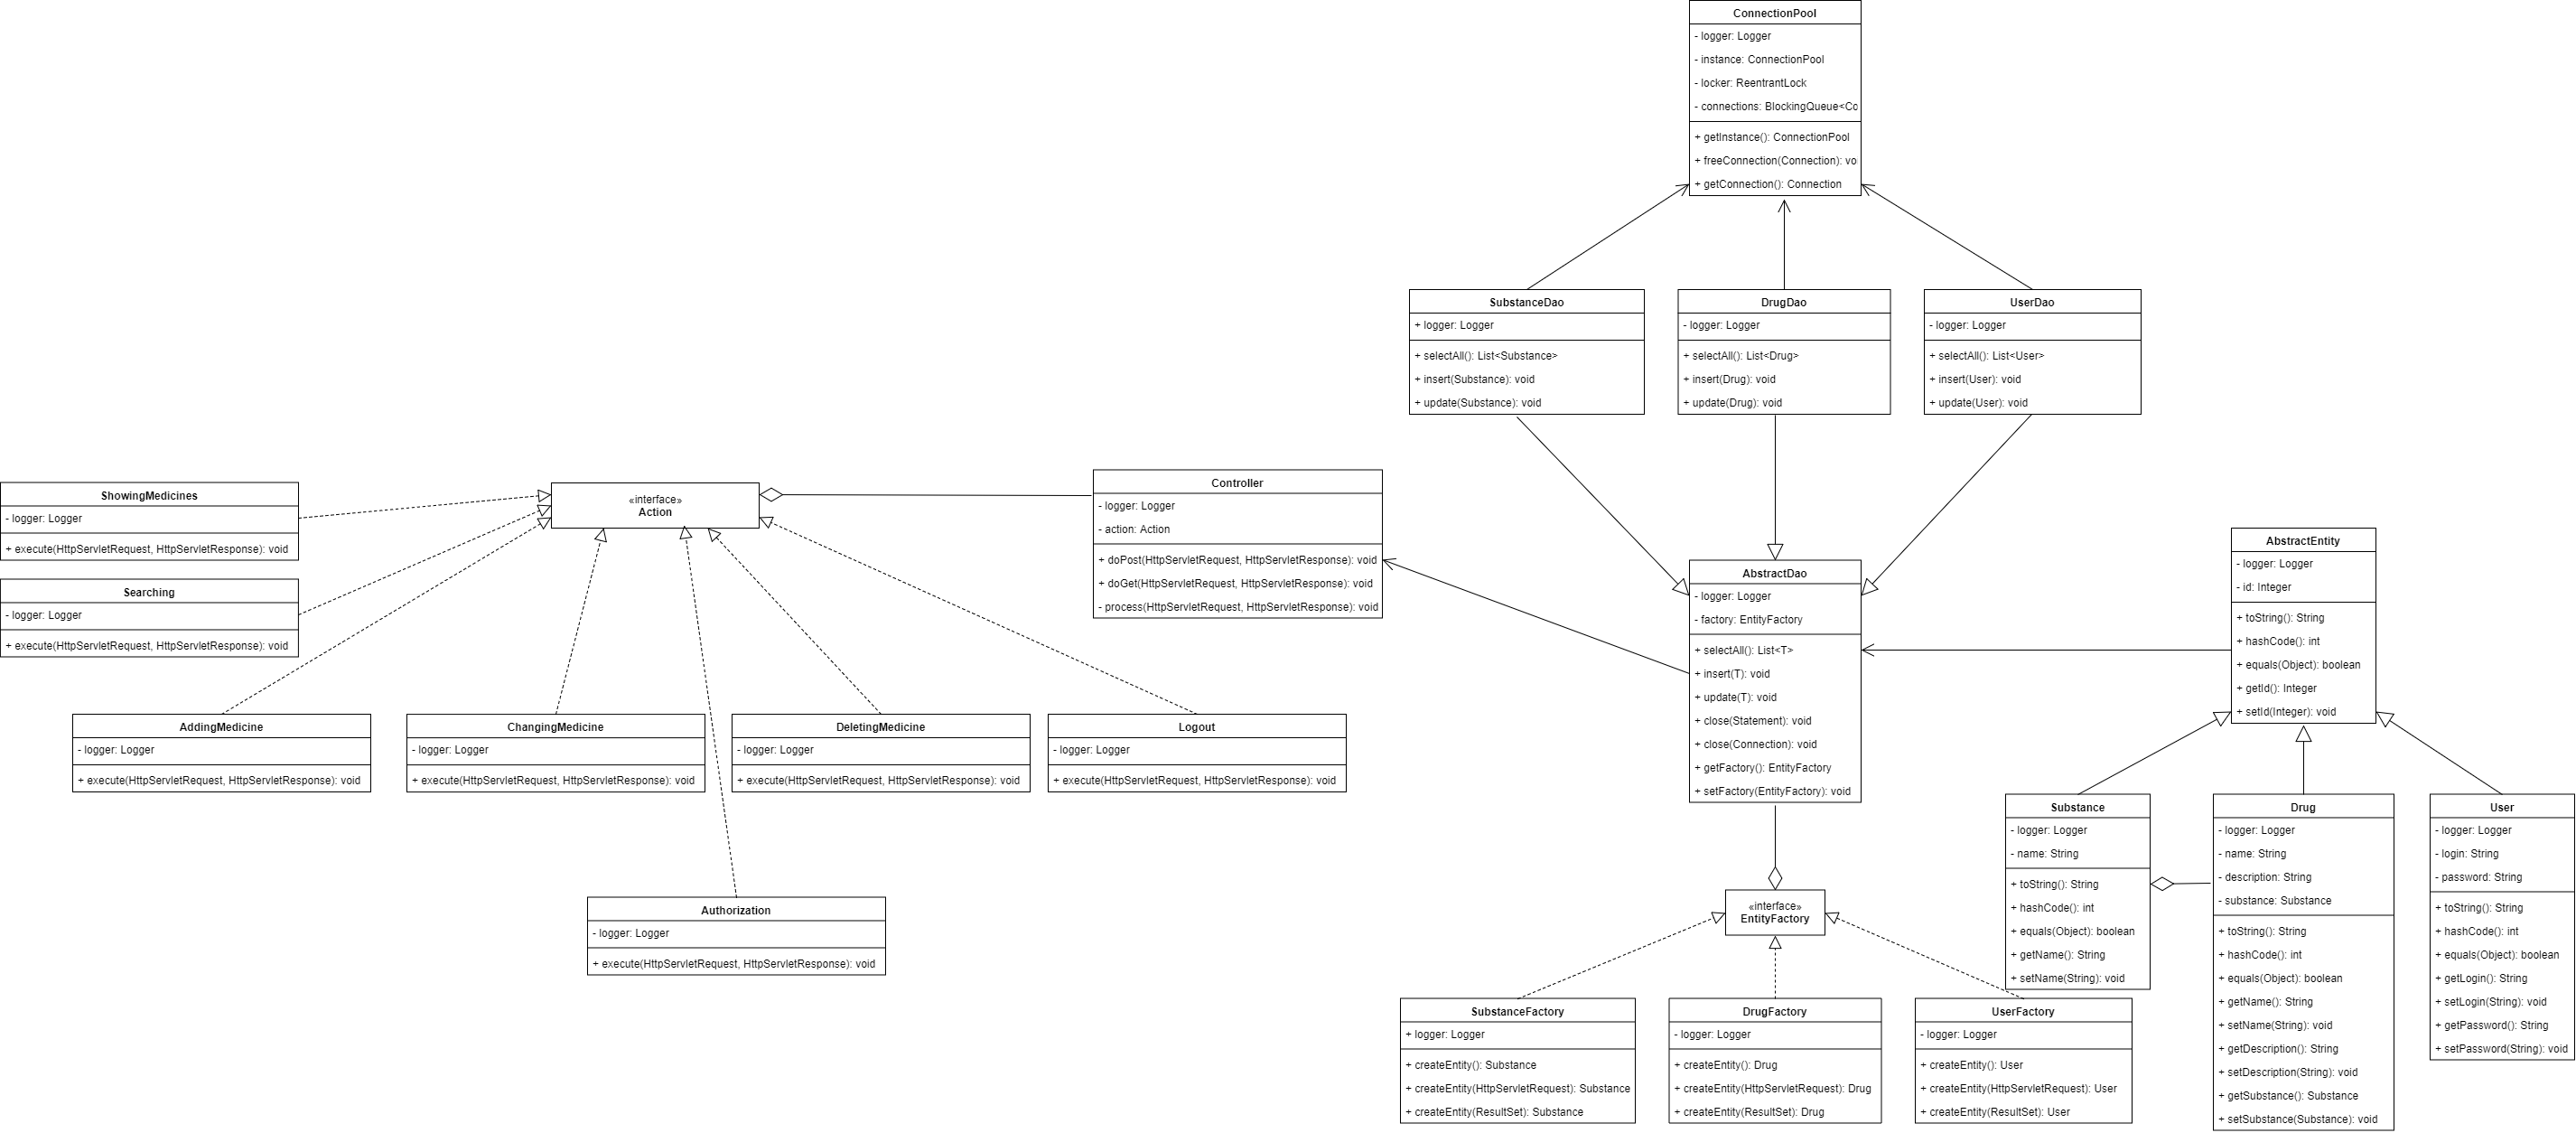 ConnectionPool
- logger: Logger
- instance: ConnectionPool
- locker: ReentrantLock
- connections: BlockingQueue<Co
+ getInstance(): ConnectionPool
+ freeConnection(Connection): vo
+ getConnection(): Connection
SubstanceDao
+ logger: Logger
+ selectAll(): List<Substance>
+ insert(Substance): void
+ update(Substance): void
DrugDao
- logger: Logger
+ selectAll(): List<Drug>
+ insert(Drug): void
+ update(Drug): void
UserDao
- logger: Logger
+ selectAll(): List<User>
+ insert(User): void
+ update(User): void
ShowingMedicines
- logger: Logger
+ execute(HttpServletRequest, HttpServletResponse): void
Searching
- logger: Logger
+ execute(HttpServletRequest, HttpServletResponse): void
«interface»
Action
Controller
- logger: Logger
- action: Action
+ doPost(HttpServletRequest, HttpServletResponse): void
+ doGet(HttpServletRequest, HttpServletResponse): void
- process(HttpServletRequest, HttpServletResponse): void
AbstractDao
- logger: Logger
- factory: EntityFactory
+ selectAll(): List<T>
+ insert(T): void
+ update(T): void
+ close(Statement): void
+ close(Connection): void
+ getFactory(): EntityFactory
+ setFactory(EntityFactory): void
AbstractEntity
- logger: Logger
- id: Integer
+ toString(): String
+ hashCode(): int
+ equals(Object): boolean
+ getId(): Integer
+ setId(Integer): void
AddingMedicine
- logger: Logger
+ execute(HttpServletRequest, HttpServletResponse): void
ChangingMedicine
- logger: Logger
+ execute(HttpServletRequest, HttpServletResponse): void
DeletingMedicine
- logger: Logger
+ execute(HttpServletRequest, HttpServletResponse): void
Logout
- logger: Logger
+ execute(HttpServletRequest, HttpServletResponse): void
Authorization
- logger: Logger
+ execute(HttpServletRequest, HttpServletResponse): void
«interface»
EntityFactory
Substance
- logger: Logger
- name: String
+ toString(): String
+ hashCode(): int
+ equals(Object): boolean
+ getName(): String
+ setName(String): void
Drug
- logger: Logger
- name: String
- description: String
- substance: Substance
+ toString(): String
+ hashCode(): int
+ equals(Object): boolean
+ getName(): String
+ setName(String): void
+ getDescription(): String
+ setDescription(String): void
+ getSubstance(): Substance
+ setSubstance(Substance): void
User
- logger: Logger
- login: String
- password: String
+ toString(): String
+ hashCode(): int
+ equals(Object): boolean
+ getLogin(): String
+ setLogin(String): void
+ getPassword(): String
+ setPassword(String): void
SubstanceFactory
+ logger: Logger
+ createEntity(): Substance
+ createEntity(HttpServletRequest): Substance
+ createEntity(ResultSet): Substance
DrugFactory
- logger: Logger
+ createEntity(): Drug
+ createEntity(HttpServletRequest): Drug
+ createEntity(ResultSet): Drug
UserFactory
- logger: Logger
+ createEntity(): User
+ createEntity(HttpServletRequest): User
+ createEntity(ResultSet): User